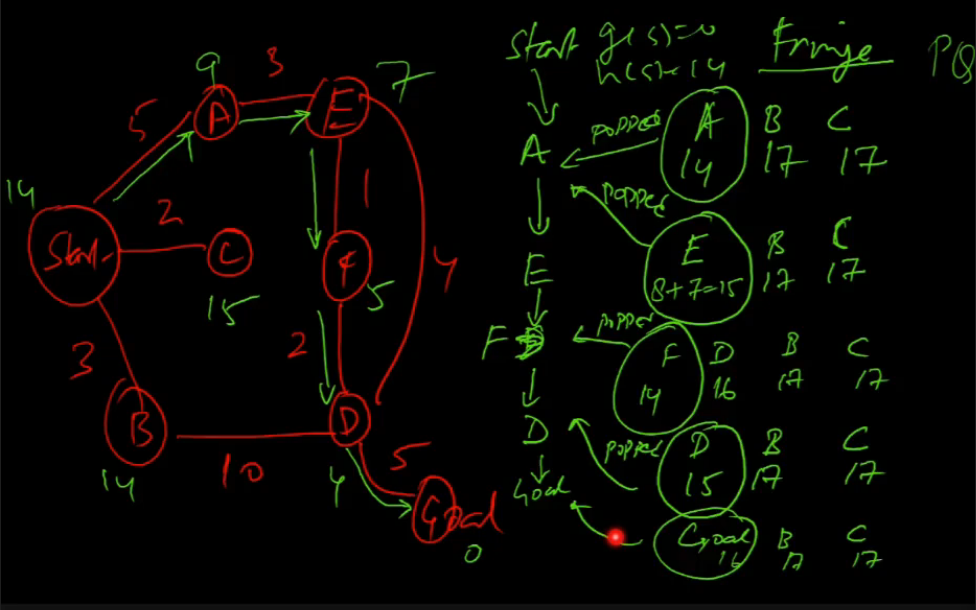 Start g(s)=0 Fringe PQ
h(s)=14
9
3
7
A
E
5
14
Start
2
C
15
1
F
5
4
3
2
B
14
10
D
4
5
Goal
0
A popped A B C
14 17 17
popped E B C
E 8+7=15 17 17
F popped F D B C
14 16 17 17
D popped D B C
15 17 17
Goal
Goal B C
16 17 17